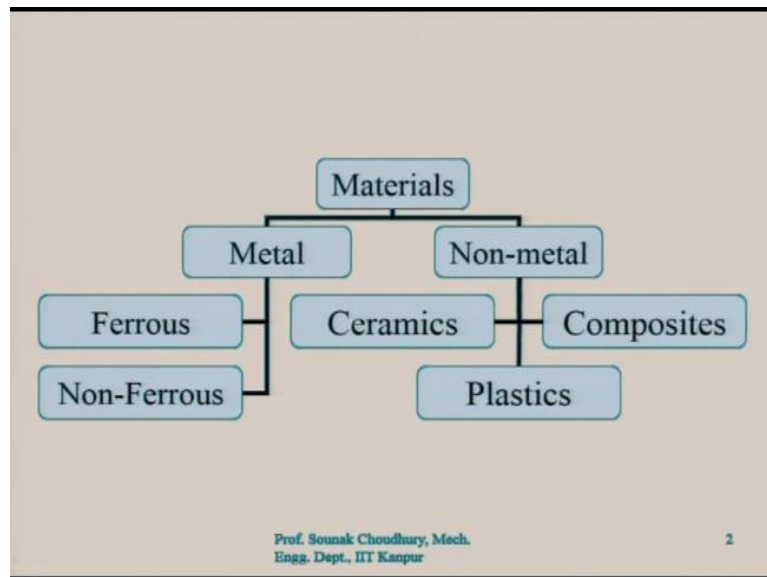 Materials
Metal
Non-metal
Ferrous
Ceramics
Composites
Non-Ferrous
Plastics
Prof. Sounak Choudhury, Mech.
Engg. Dept., IIT Kanpur
2